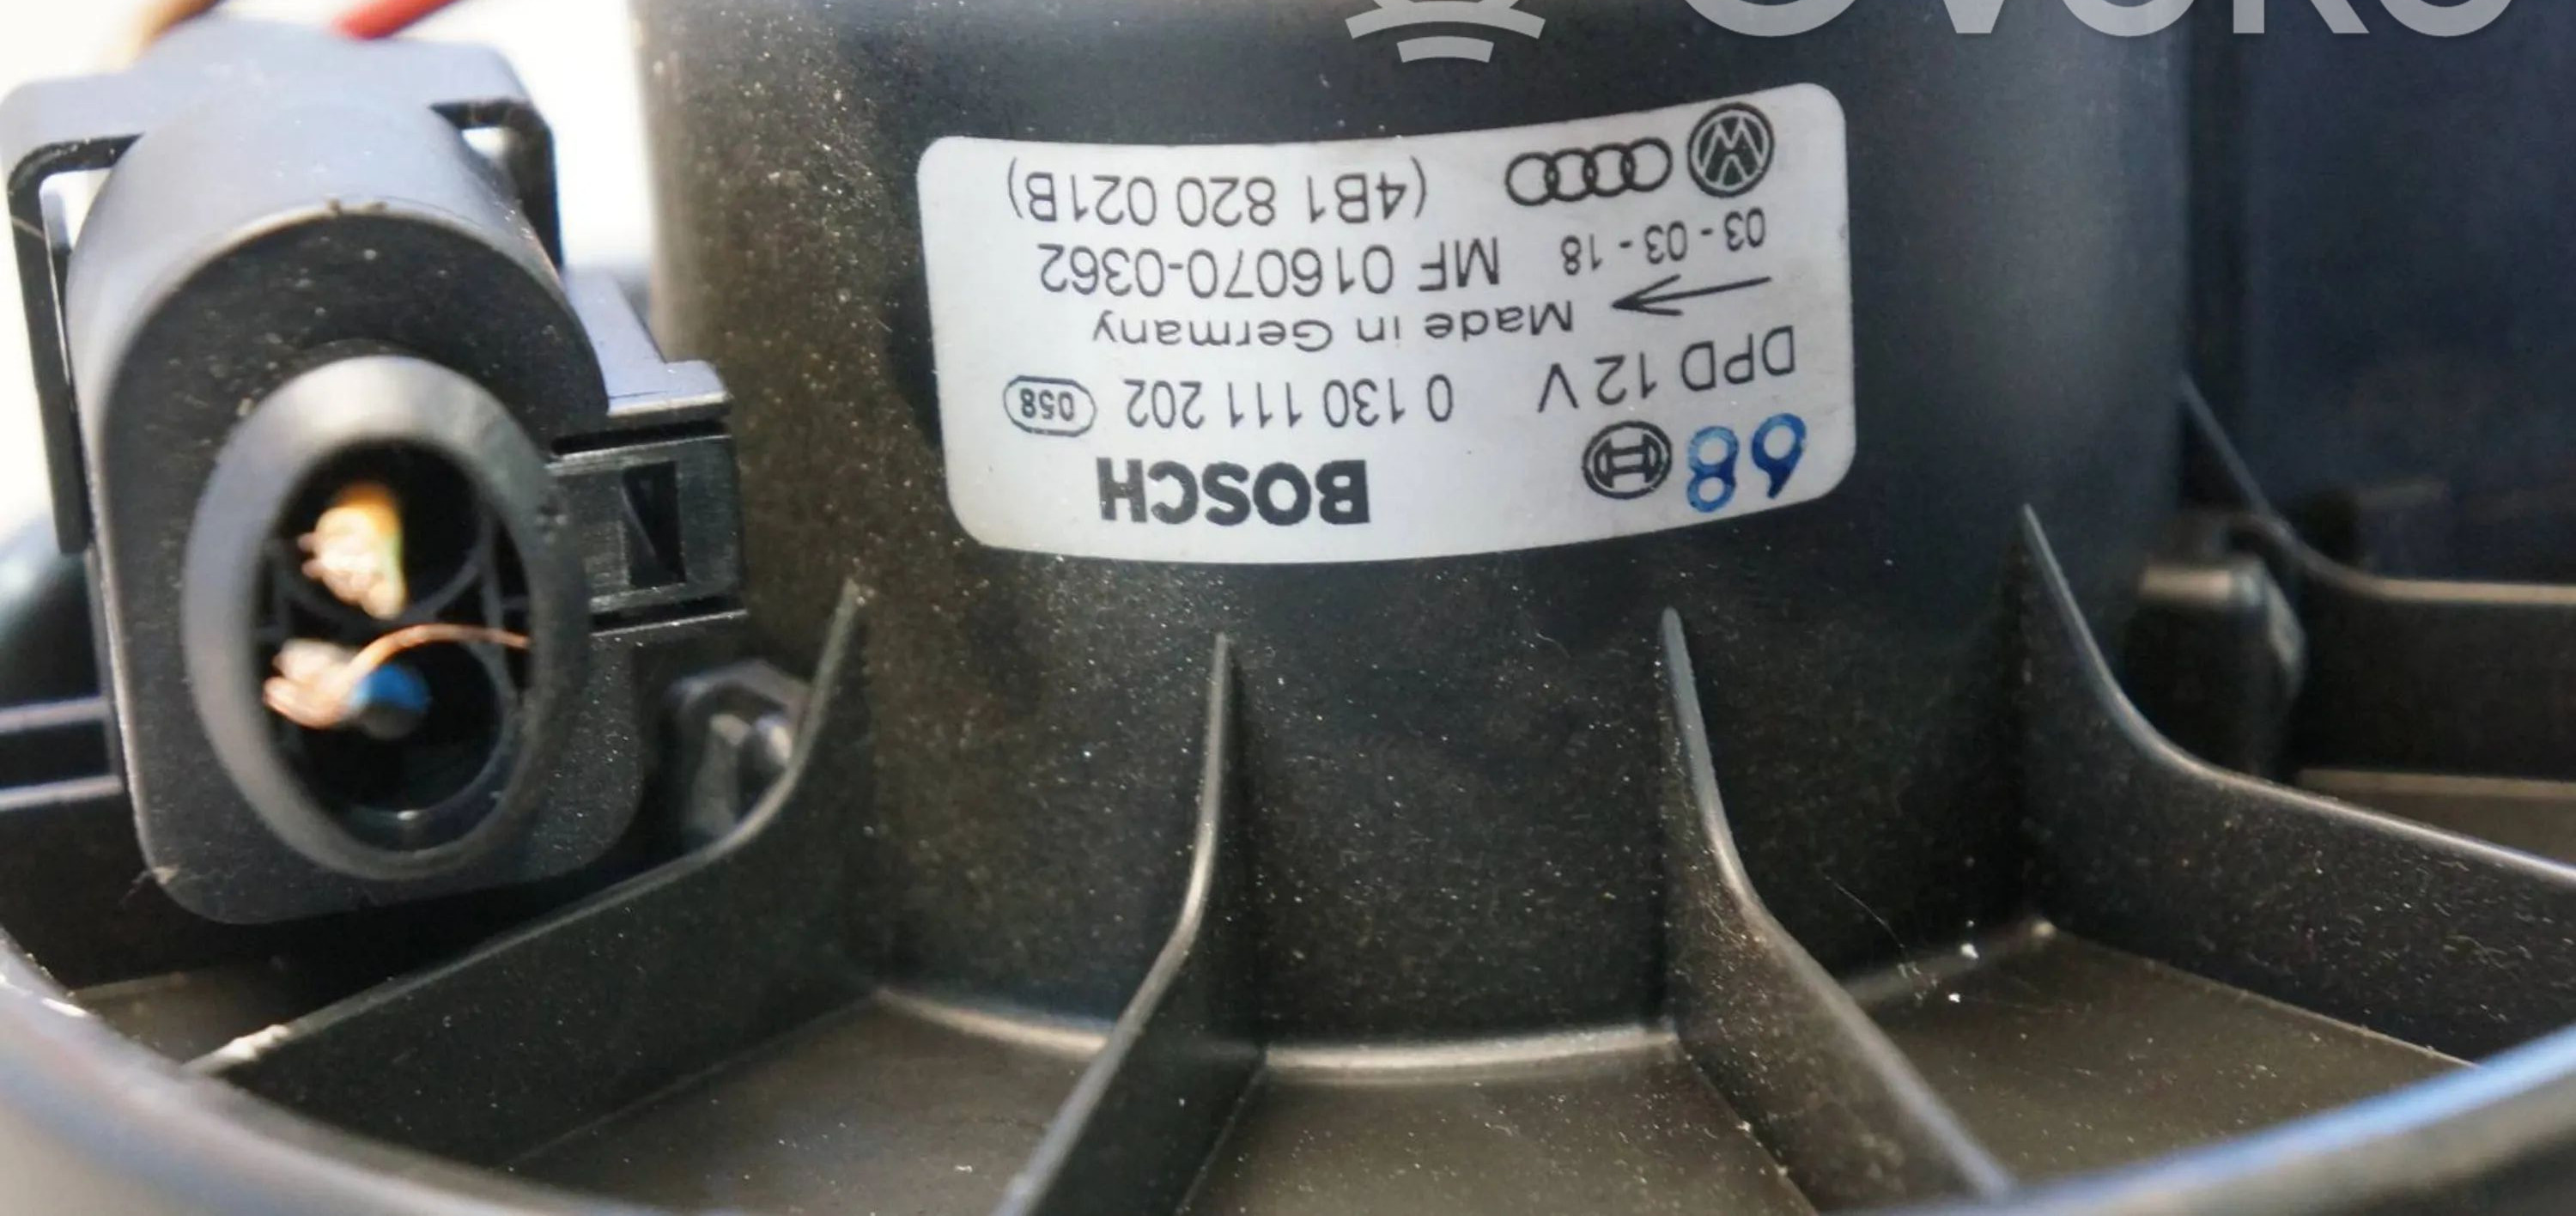 68 BOSCH
DPD 12 V 0 130 111 202 058
Made in Germany
03 - 03 - 18 MF 016070-0362
(4B1 820 021B)